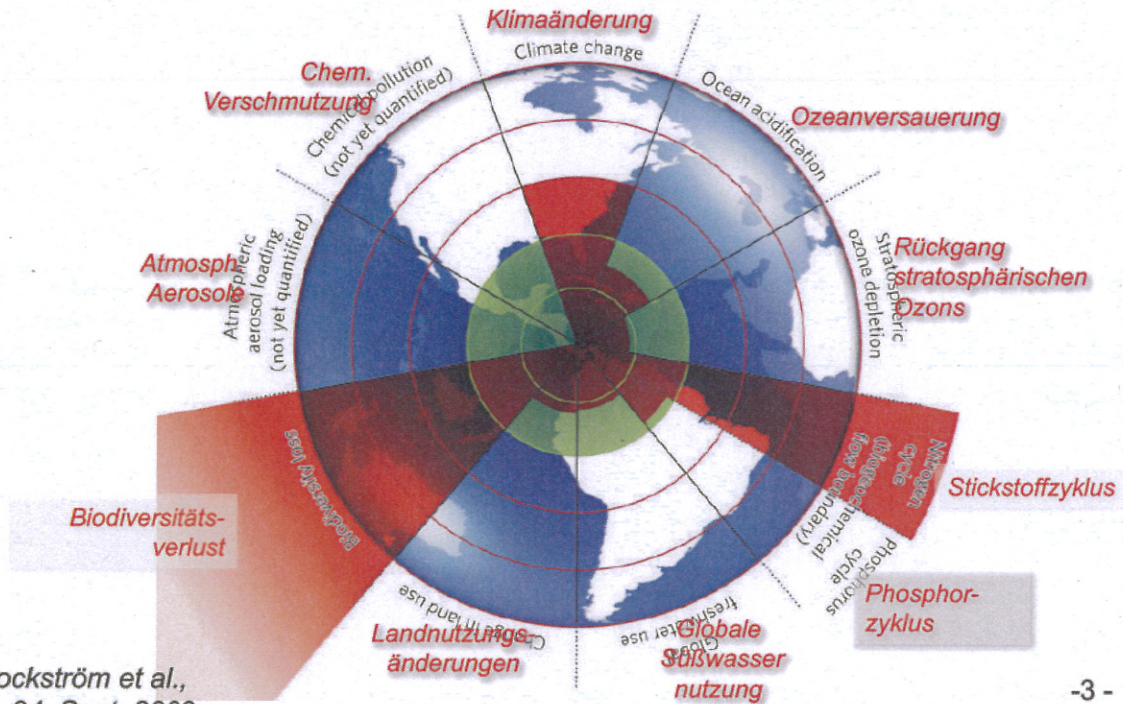 Klimaänderung
Climate change
Chem.
Verschmutzung
Chemical pollution
(not yet quantified)
Ocean acidification
Ozeanversauerung
Atmosph.
Aerosole
Atmospheric
aerosol loading
(not yet quantified)
Stratospheric
ozone depletion
Rückgang
stratosphärischen
Ozons
Biodiversity loss
Biodiversitäts-
verlust
Nitrogen
cycle
(biogeochemical
flow boundary)
Stickstoffzyklus
Phosphorus
cycle
Phosphor-
zyklus
Change in land use
Landnutzungs-
änderungen
Global
freshwater use
Globale
Süßwasser
nutzung
ockström et al.,
-3 -